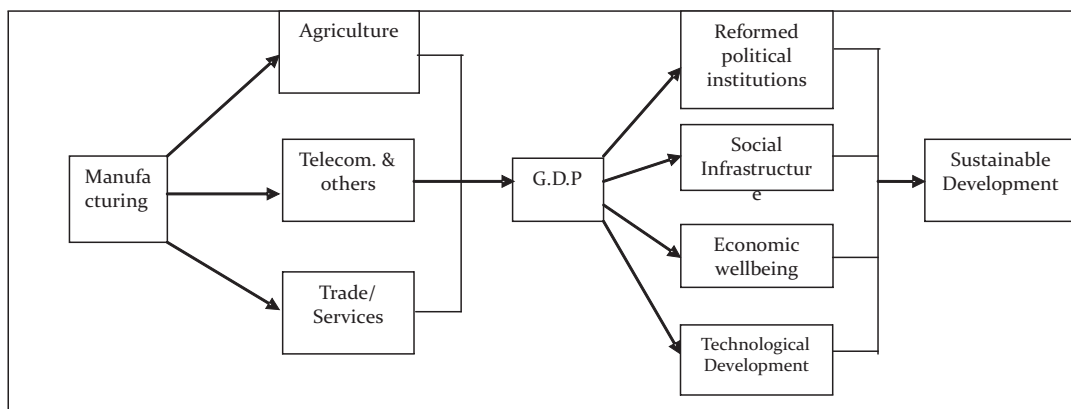 Agriculture
Reformed
political
institutions
Manufa
cturing
Telecom. &
others
G.D.P
Social
Infrastructur
e
Sustainable
Development
Economic
wellbeing
Trade/
Services
Technological
Development